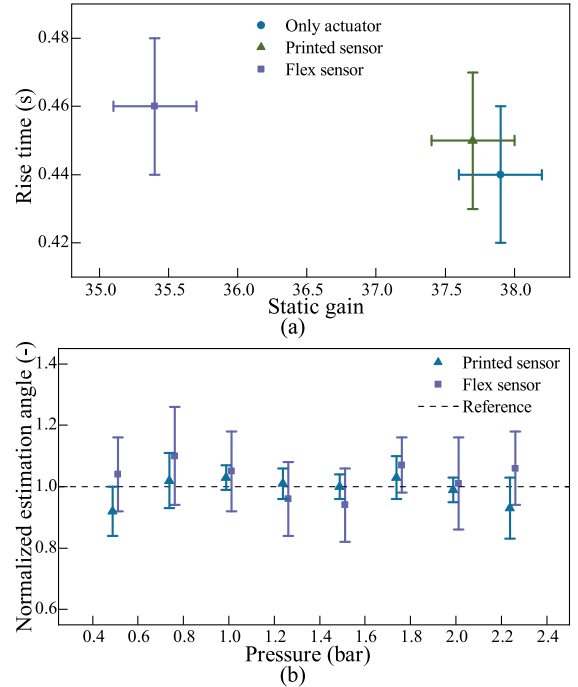 0.48
0.46
0.44
0.42
Rise time (s)
Only actuator
Printed sensor
Flex sensor
35.0 35.5 36.0 36.5 37.0 37.5 38.0
Static gain
(a)
1.4
1.2
1.0
0.8
0.6
Normalized estimation angle (-)
Printed sensor
Flex sensor
Reference
0.4 0.6 0.8 1.0 1.2 1.4 1.6 1.8 2.0 2.2 2.4
Pressure (bar)
(b)